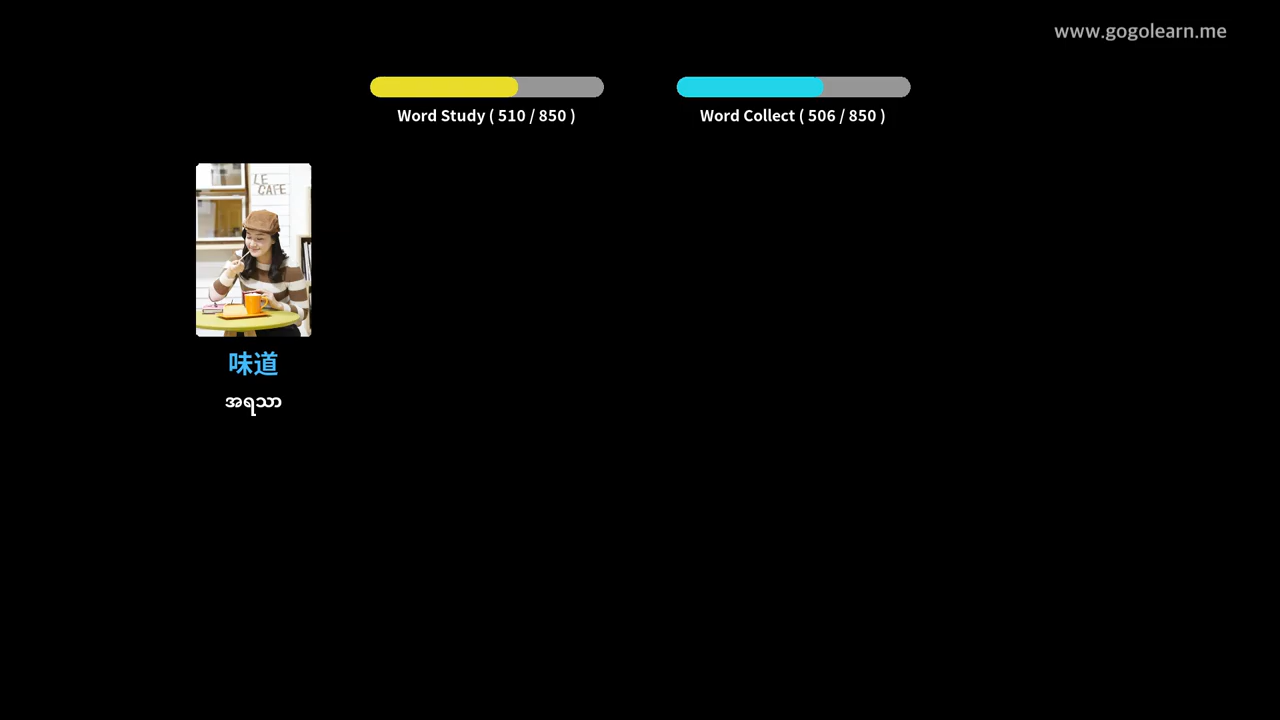 www.gogolearn.me
Word Study ( 510 / 850 )
Word Collect ( 506 / 850 )
LE
CAFE
味道
အရသာ